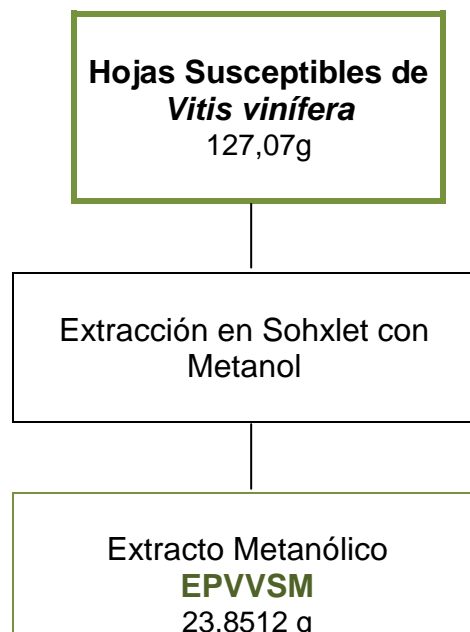 Hojas Susceptibles de
Vitis vinífera
127,07g
Extracción en Sohxlet con
Metanol
Extracto Metanólico
EPVVSM
23.8512 g